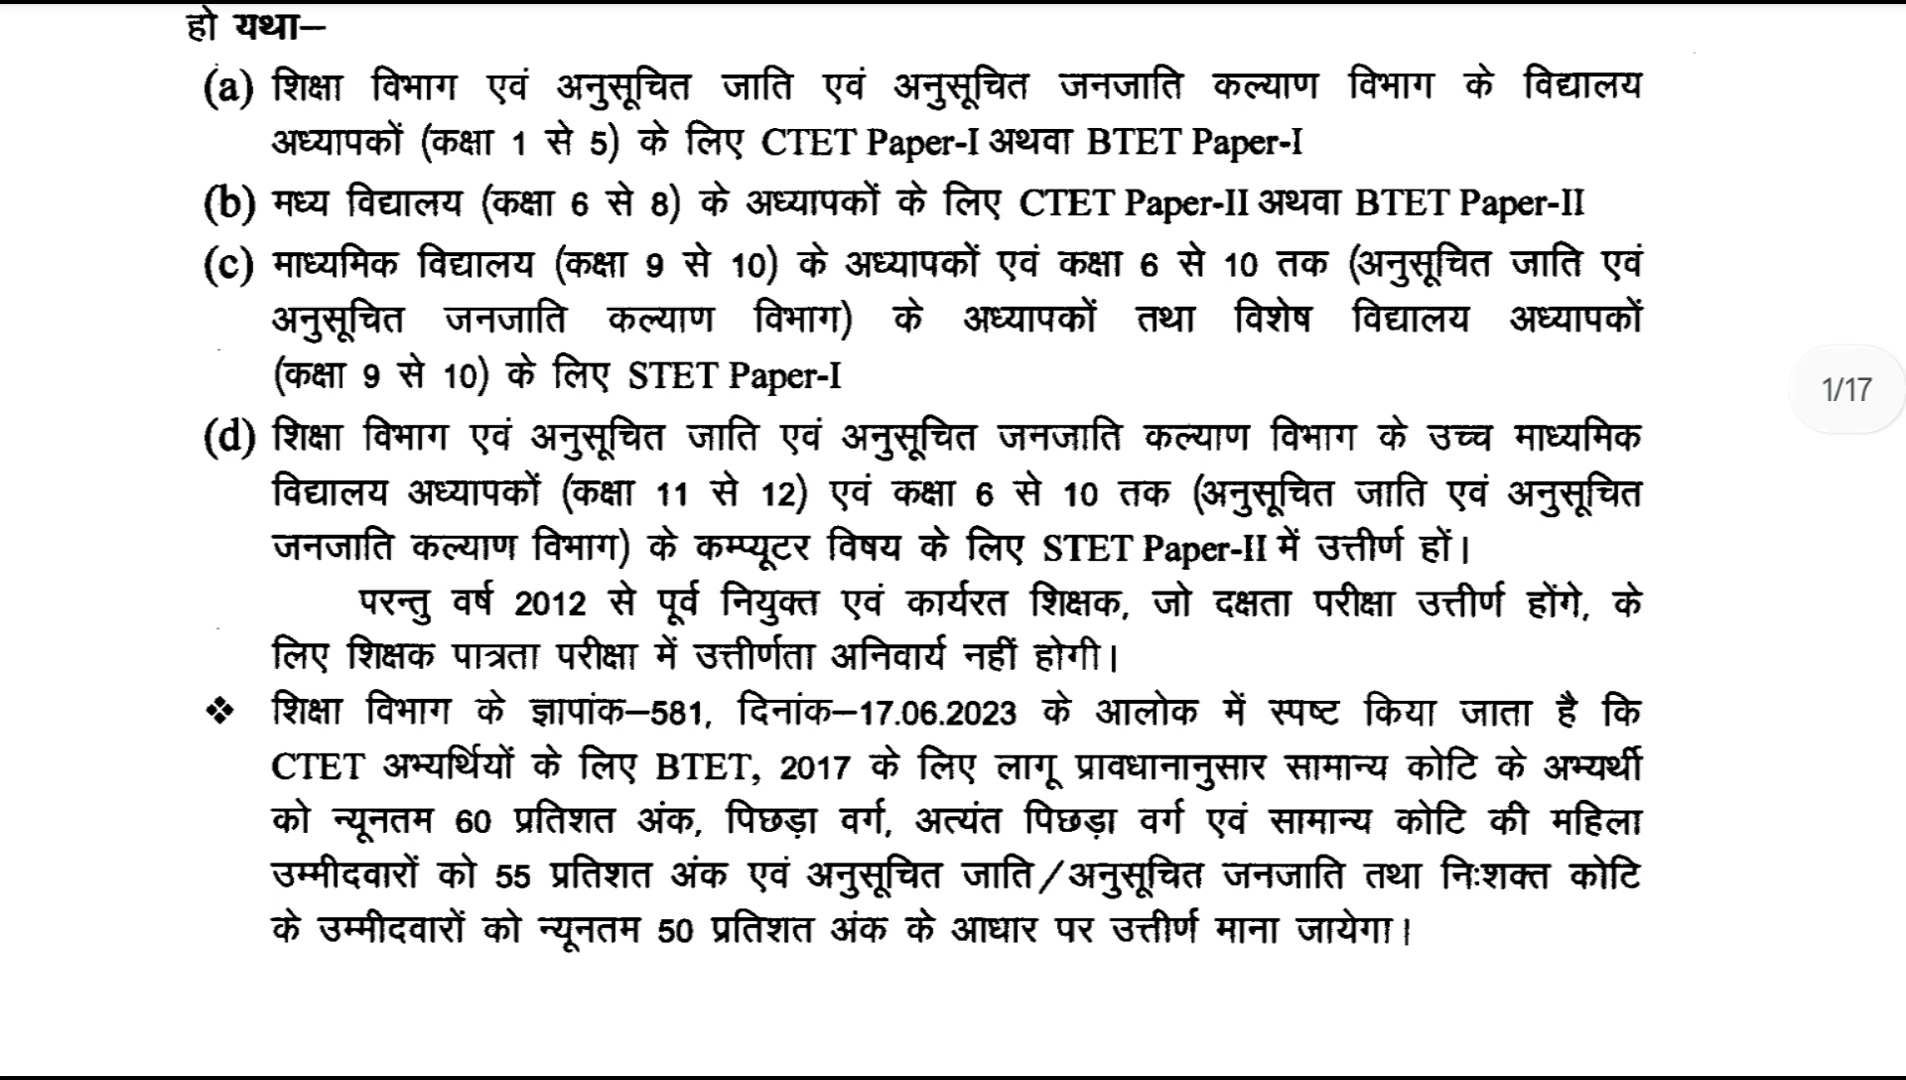 हो यथा–
(a) शिक्षा विभाग एवं अनुसूचित जाति एवं अनुसूचित जनजाति कल्याण विभाग के विद्यालय
अध्यापकों (कक्षा 1 से 5) के लिए CTET Paper-I अथवा BTET Paper-I
(b) मध्य विद्यालय (कक्षा 6 से 8) के अध्यापकों के लिए CTET Paper-II अथवा BTET Paper-II
(c) माध्यमिक विद्यालय (कक्षा 9 से 10) के अध्यापकों एवं कक्षा 6 से 10 तक (अनुसूचित जाति एवं
अनुसूचित जनजाति कल्याण विभाग) के अध्यापकों तथा विशेष विद्यालय अध्यापकों
(कक्षा 9 से 10) के लिए STET Paper-I
1/17
(d) शिक्षा विभाग एवं अनुसूचित जाति एवं अनुसूचित जनजाति कल्याण विभाग के उच्च माध्यमिक
विद्यालय अध्यापकों (कक्षा 11 से 12) एवं कक्षा 6 से 10 तक (अनुसूचित जाति एवं अनुसूचित
जनजाति कल्याण विभाग) के कम्प्यूटर विषय के लिए STET Paper-II में उत्तीर्ण हों।
परन्तु वर्ष 2012 से पूर्व नियुक्त एवं कार्यरत शिक्षक, जो दक्षता परीक्षा उत्तीर्ण होंगे, के
लिए शिक्षक पात्रता परीक्षा में उत्तीर्णता अनिवार्य नहीं होगी।
❖ शिक्षा विभाग के ज्ञापांक–581, दिनांक–17.06.2023 के आलोक में स्पष्ट किया जाता है कि
CTET अभ्यर्थियों के लिए BTET, 2017 के लिए लागू प्रावधानानुसार सामान्य कोटि के अभ्यर्थी
को न्यूनतम 60 प्रतिशत अंक, पिछड़ा वर्ग, अत्यंत पिछड़ा वर्ग एवं सामान्य कोटि की महिला
उम्मीदवारों को 55 प्रतिशत अंक एवं अनुसूचित जाति/अनुसूचित जनजाति तथा निःशक्त कोटि
के उम्मीदवारों को न्यूनतम 50 प्रतिशत अंक के आधार पर उत्तीर्ण माना जायेगा।